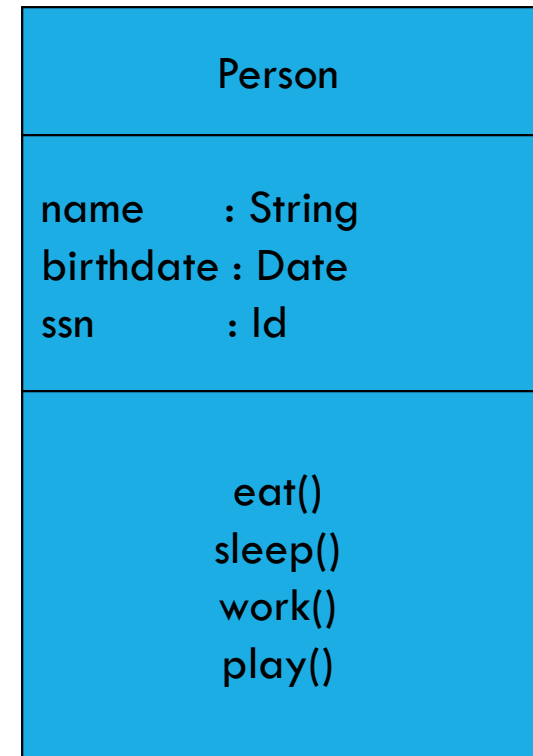 Person
name : String
birthdate : Date
ssn : Id
eat()
sleep()
work()
play()